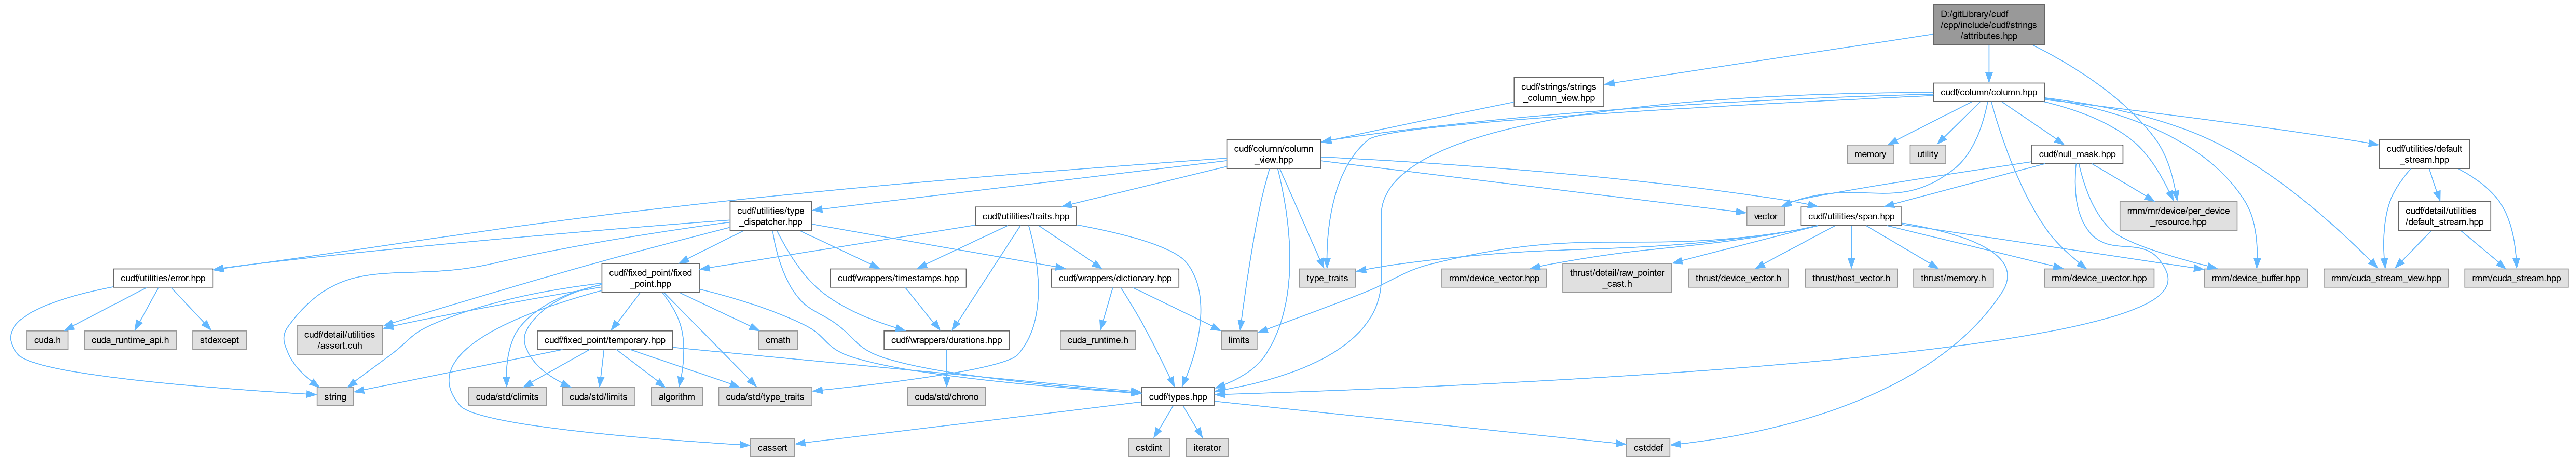 D:/gitLibrary/cudf
/cpp/include/cudf/strings
/attributes.hpp
cudf/strings/strings
_column_view.hpp
cudf/column/column.hpp
cudf/column/column
_view.hpp
memory
utility
cudf/null_mask.hpp
cudf/utilities/default
_stream.hpp
cudf/utilities/type
_dispatcher.hpp
cudf/utilities/traits.hpp
vector
cudf/utilities/span.hpp
rmm/mr/device/per_device
_resource.hpp
cudf/detail/utilities
/default_stream.hpp
cudf/utilities/error.hpp
cudf/fixed_point/fixed
_point.hpp
cudf/wrappers/timestamps.hpp
cudf/wrappers/dictionary.hpp
type_traits
rmm/device_vector.hpp
thrust/detail/raw_pointer
_cast.h
thrust/device_vector.h
thrust/host_vector.h
thrust/memory.h
rmm/device_uvector.hpp
rmm/device_buffer.hpp
rmm/cuda_stream_view.hpp
rmm/cuda_stream.hpp
cuda.h
cuda_runtime_api.h
stdexcept
cudf/detail/utilities
/assert.cuh
cudf/fixed_point/temporary.hpp
cmath
cudf/wrappers/durations.hpp
cuda_runtime.h
limits
string
cuda/std/climits
cuda/std/limits
algorithm
cuda/std/type_traits
cuda/std/chrono
cudf/types.hpp
cassert
cstdint
iterator
cstddef